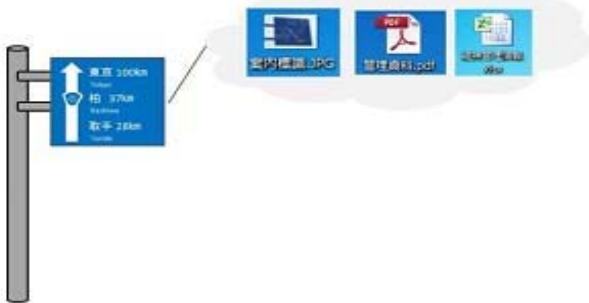 東京 100km
Tokyo
柏 37km
Kashiwa
取手 28km
Toride
案内標識.JPG
PDF
管理資料.pdf